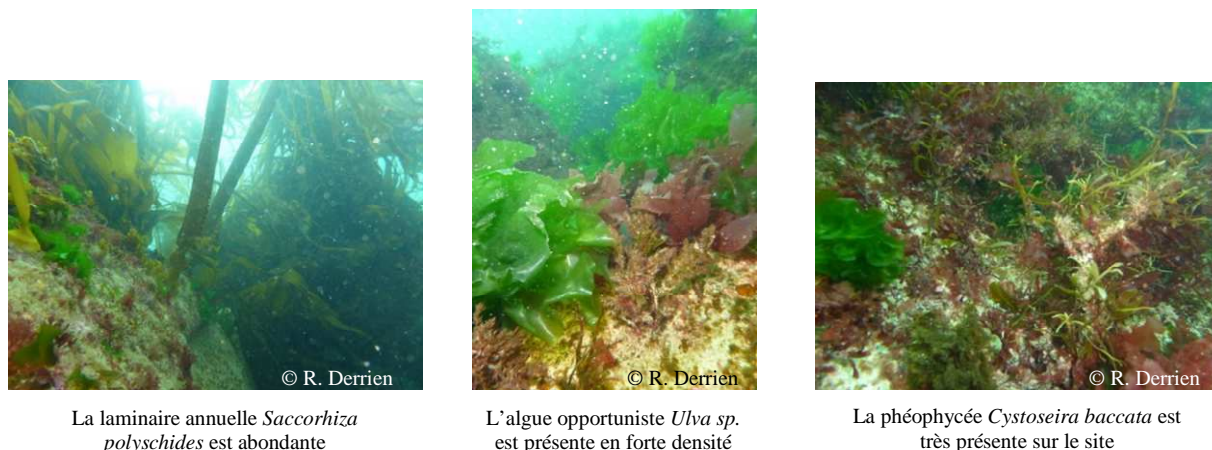 © R. Derrien
© R. Derrien
© R. Derrien
La laminaire annuelle Saccorhiza
polyschides est abondante
L'algue opportuniste Ulva sp.
est présente en forte densité
La phéophycée Cystoseira baccata est
très présente sur le site